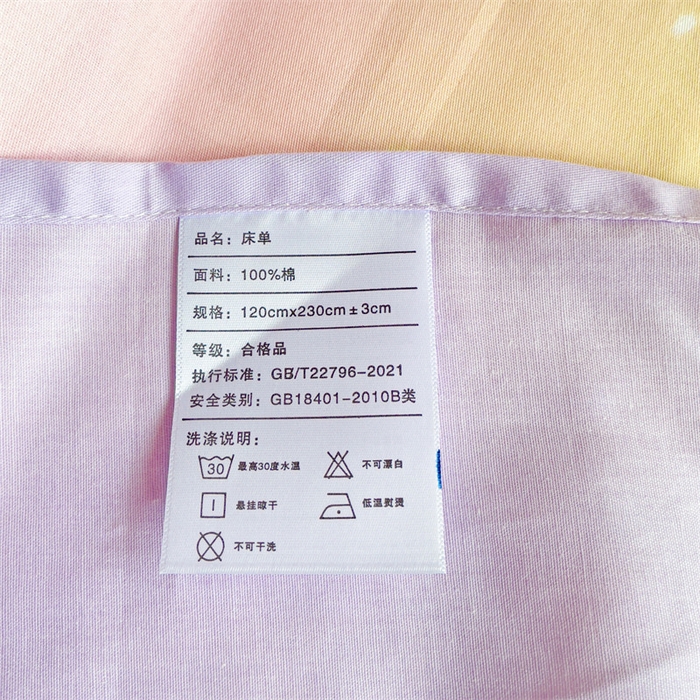 品名：床单
面料：100%棉
规格：120cmx230cm±3cm
等级：合格品
执行标准：GB/T22796-2021
安全类别：GB18401-2010B类
洗涤说明：
30 最高30度水温 不可漂白
悬挂晾干 低温熨烫
不可干洗